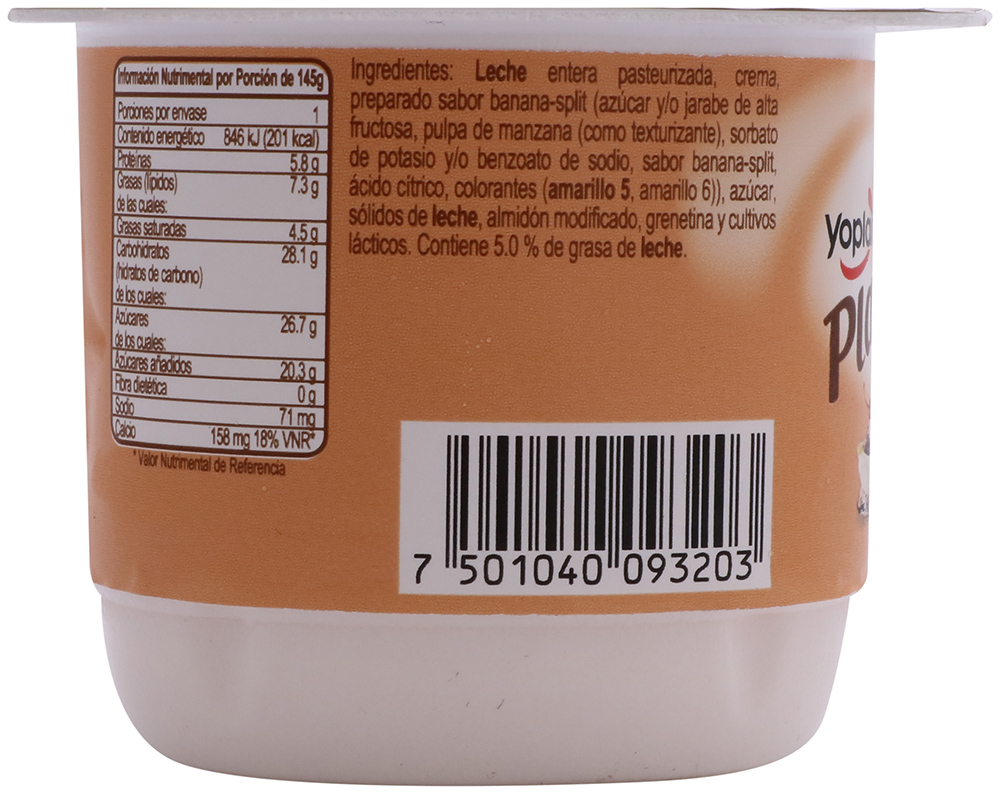 Información Nutrimental por Porción de 145g
Porciones por envase 1
Contenido energético 846 kJ (201 kcal)
Proteínas 5.8 g
Grasas (lípidos) 7.3 g
de las cuales:
Grasas saturadas 4.5 g
Carbohidratos 28.1 g
(hidratos de carbono)
de los cuales:
Azúcares 26.7 g
de los cuales:
Azúcares añadidos 20.3 g
Fibra dietética 0 g
Sodio 71 mg
Calcio 158 mg 18% VNR*
* Valor Nutrimental de Referencia
Ingredientes: Leche entera pasteurizada, crema,
preparado sabor banana-split (azúcar y/o jarabe de alta
fructosa, pulpa de manzana (como texturizante), sorbato
de potasio y/o benzoato de sodio, sabor banana-split,
ácido cítrico, colorantes (amarillo 5, amarillo 6)), azúcar,
sólidos de leche, almidón modificado, grenetina y cultivos
lácticos. Contiene 5.0 % de grasa de leche.
7 501040 093203